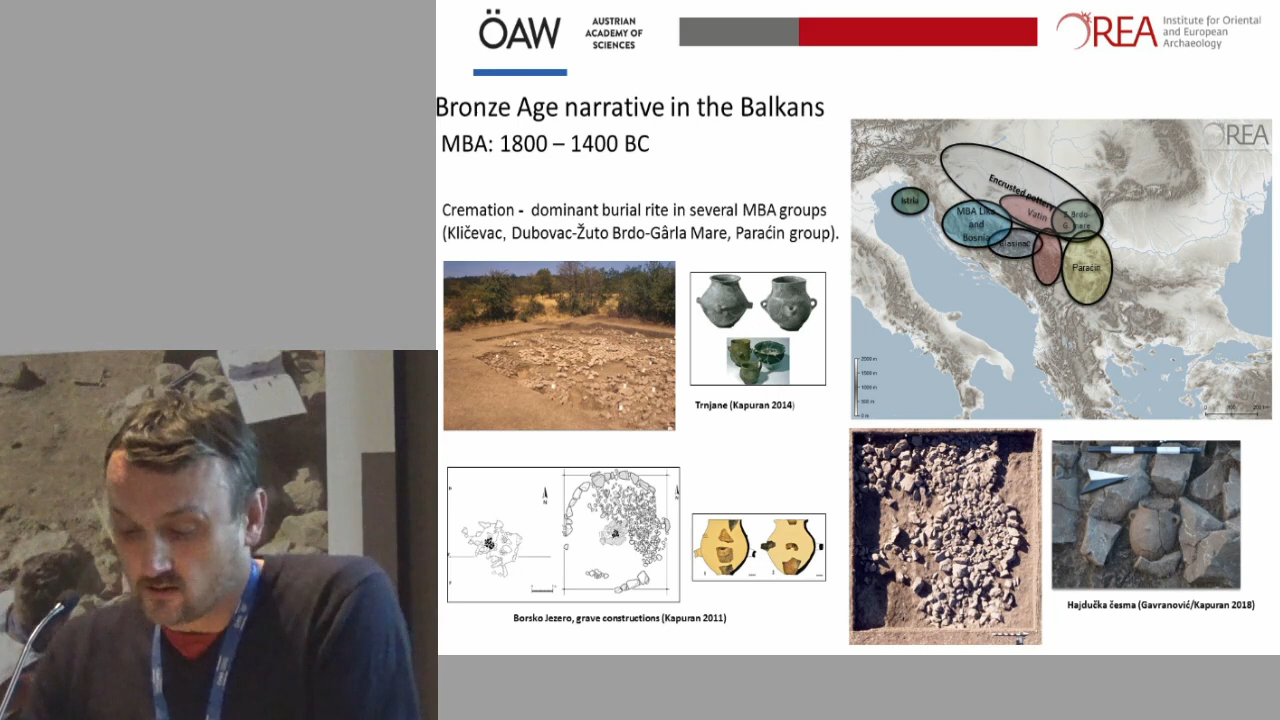 ÖAW
AUSTRIAN
ACADEMY OF
SCIENCES
OREA
Institute for Oriental
and European
Archaeology
Bronze Age narrative in the Balkans
MBA: 1800 – 1400 BC
Cremation - dominant burial rite in several MBA groups
(Kličevac, Dubovac-Žuto Brdo-Gârla Mare, Paraćin group).
OREA
Encrusted pottery
Istria
Vatin
MBA Lika
and
Bosnia
Paraćin
Trnjane (Kapuran 2014)
Borsko Jezero, grave constructions (Kapuran 2011)
Hajdučka česma (Gavranović/Kapuran 2018)